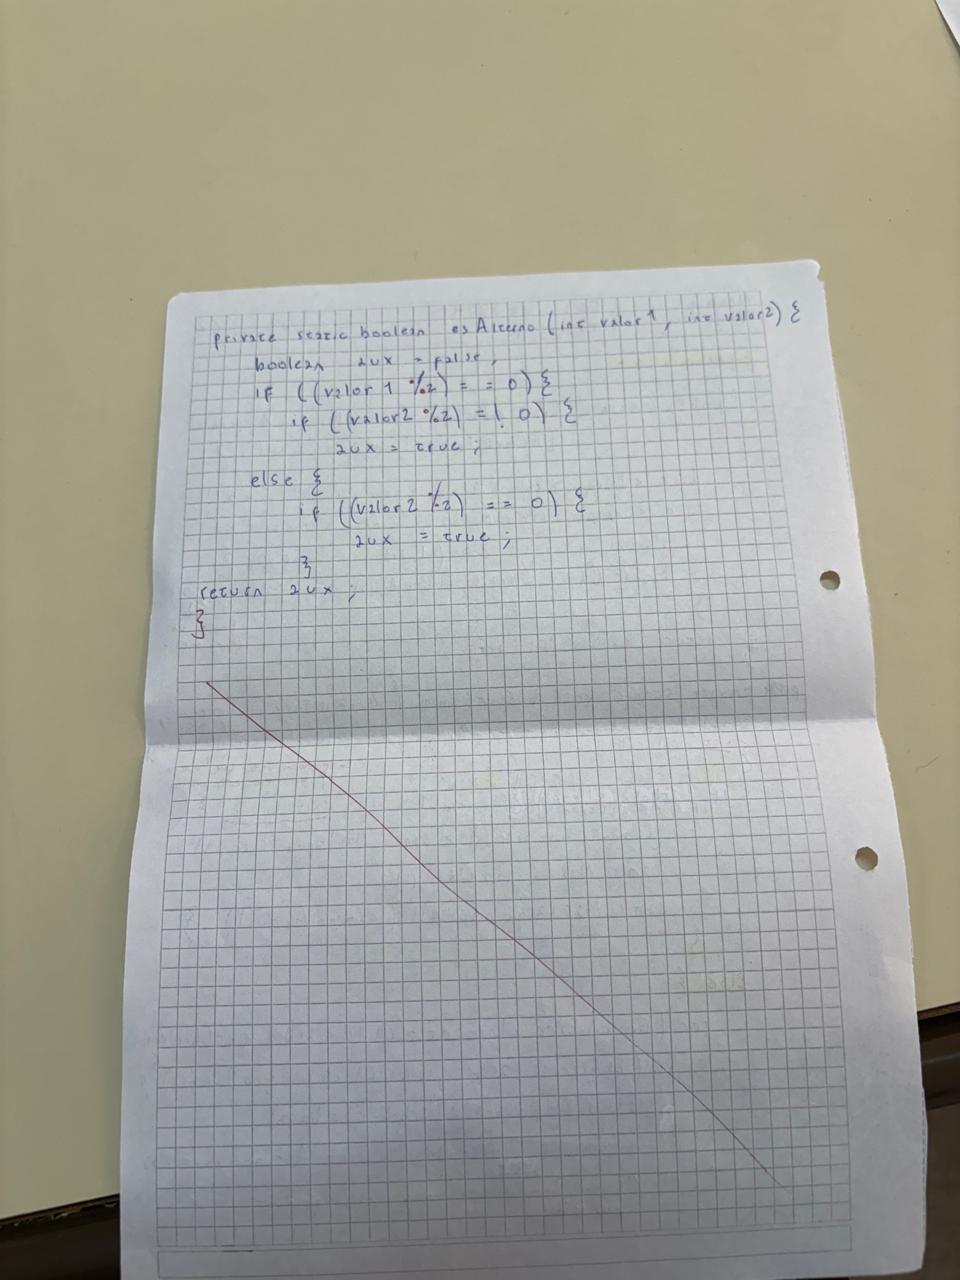 private static boolean esAlterno (int valor1, int valor2) {
boolean aux = false;
if ((valor1 %2) == 0) {
if ((valor2 %2) =! 0) {
aux = true;
else {
if ((valor2 %2) == 0) {
aux = true;
}
return aux;
}